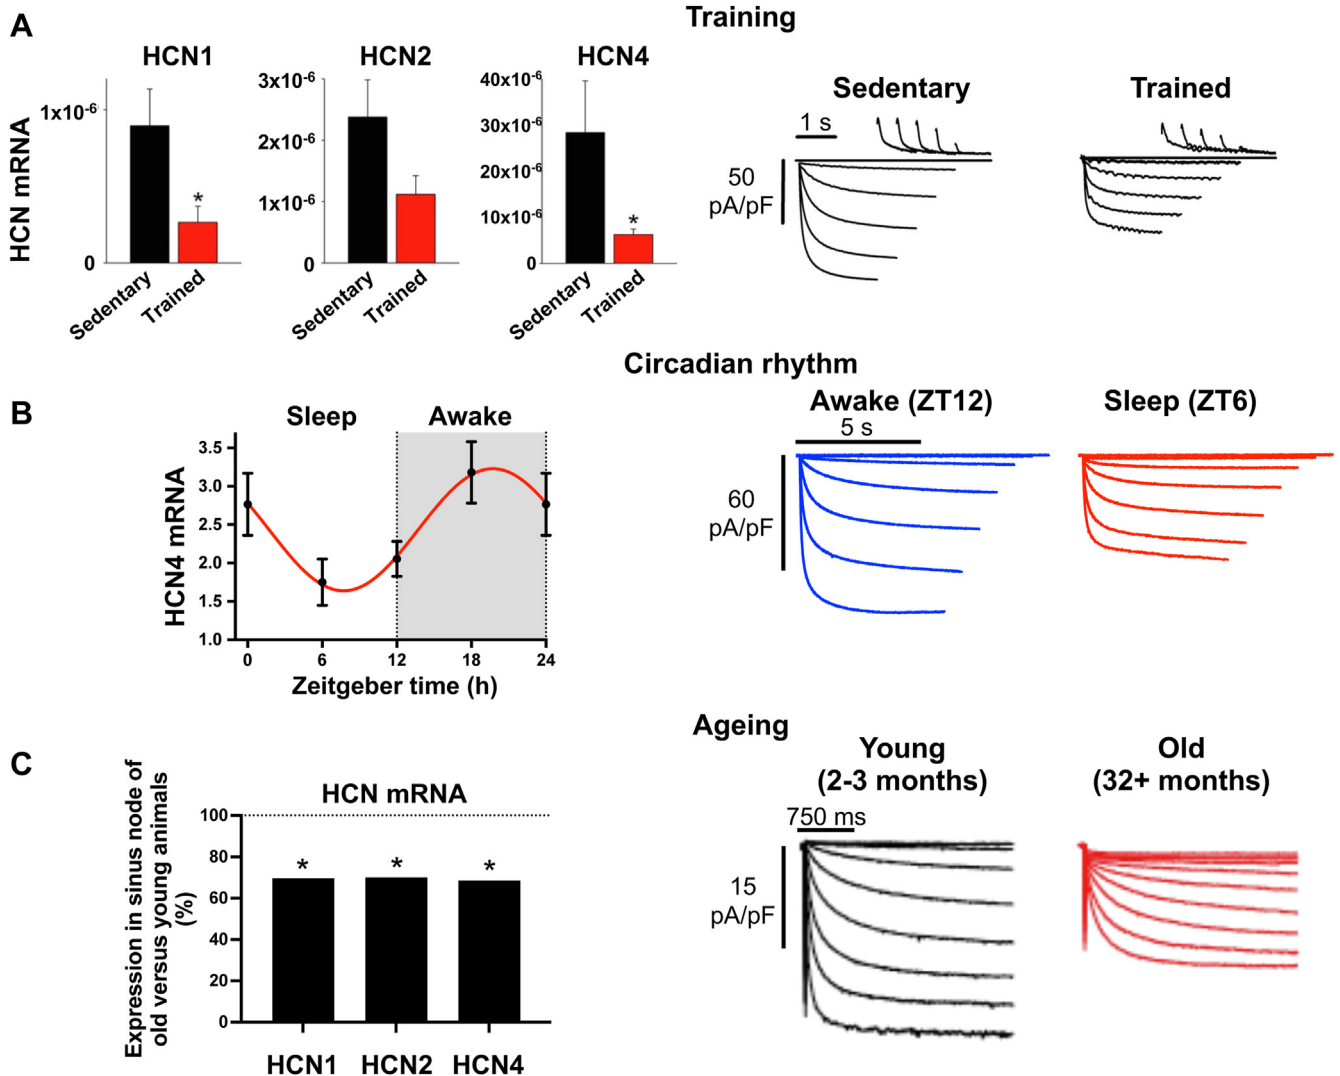 A
Training
HCN1
HCN2
HCN4
HCN mRNA
1x10-6
0
Sedentary
Trained
*
3x10-6
2x10-6
1x10-6
0
Sedentary
Trained
40x10-6
30x10-6
20x10-6
10x10-6
0
*
Sedentary
Trained
Sedentary
Trained
1 s
50
pA/pF
Circadian rhythm
B
Sleep
Awake
HCN4 mRNA
3.5
3.0
2.5
2.0
1.5
1.0
0
6
12
18
24
Zeitgeber time (h)
Awake (ZT12)
Sleep (ZT6)
5 s
60
pA/pF
Ageing
C
HCN mRNA
Expression in sinus node of
old versus young animals
(%)
100
80
60
40
20
0
*
*
*
HCN1
HCN2
HCN4
Young
(2-3 months)
Old
(32+ months)
750 ms
15
pA/pF